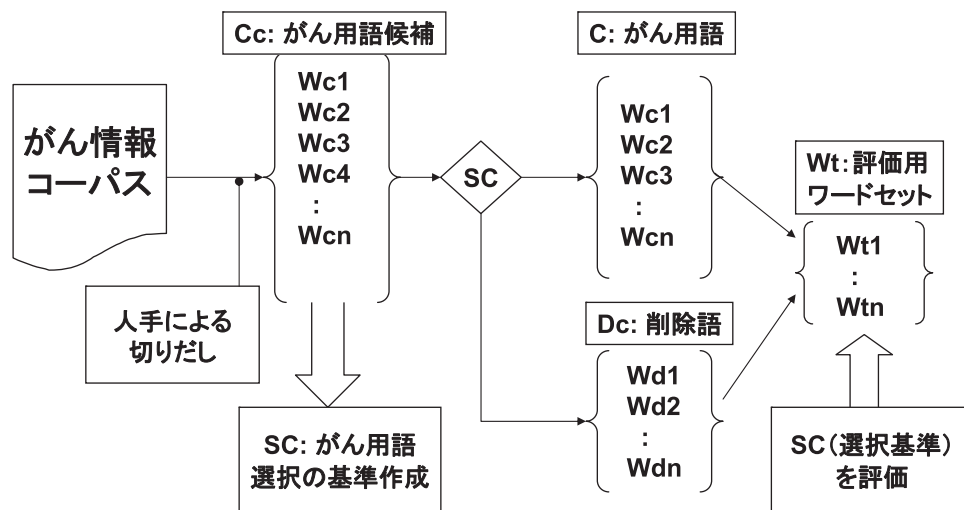 Cc: がん用語候補
C: がん用語
がん情報
コーパス
Wc1
Wc2
Wc3
Wc4
:
Wcn
SC
Wc1
Wc2
Wc3
:
Wcn
Wt:評価用
ワードセット
Wt1
:
Wtn
人手による
切りだし
Dc: 削除語
Wd1
Wd2
:
Wdn
SC: がん用語
選択の基準作成
SC(選択基準)
を評価